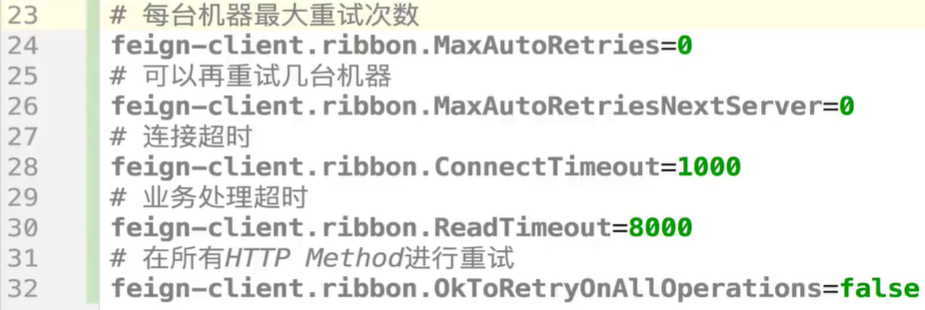 23 # 每台机器最大重试次数
24 feign-client.ribbon.MaxAutoRetries=0
25 # 可以再重试几台机器
26 feign-client.ribbon.MaxAutoRetriesNextServer=0
27 # 连接超时
28 feign-client.ribbon.ConnectTimeout=1000
29 # 业务处理超时
30 feign-client.ribbon.ReadTimeout=8000
31 # 在所有HTTP Method进行重试
32 feign-client.ribbon.OkToRetryOnAllOperations=false